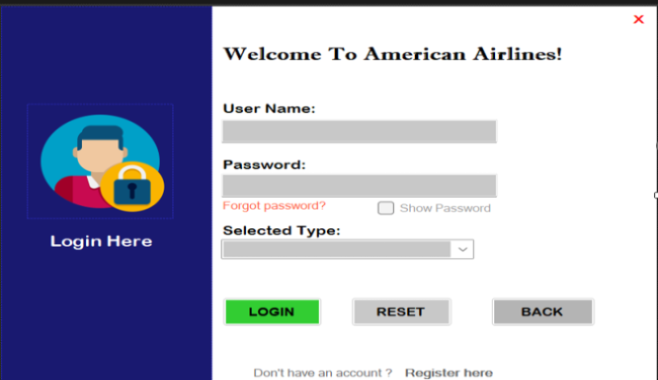 ×
Welcome To American Airlines!
User Name:
Password:
Forgot password?
Show Password
Login Here
Selected Type:
LOGIN
RESET
BACK
Don't have an account ?
Register here